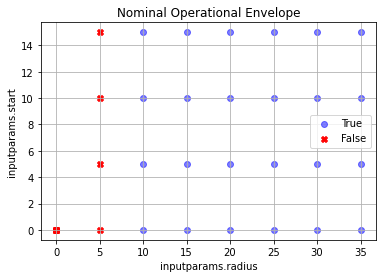 Nominal Operational Envelope
inputparams.start
14
12
10
8
6
4
2
0
True
False
0 5 10 15 20 25 30 35
inputparams.radius